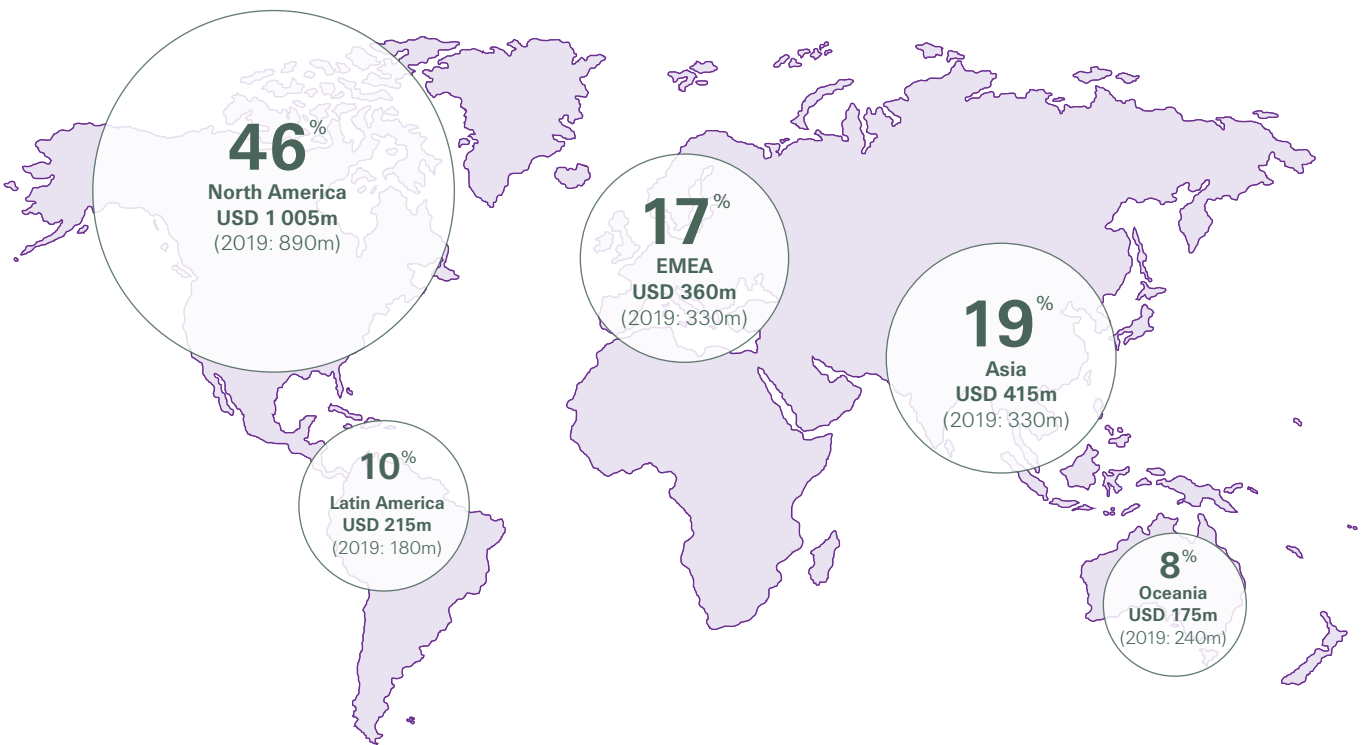 46%
North America
USD 1 005m
(2019: 890m)
17%
EMEA
USD 360m
(2019: 330m)
19%
Asia
USD 415m
(2019: 330m)
10%
Latin America
USD 215m
(2019: 180m)
8%
Oceania
USD 175m
(2019: 240m)